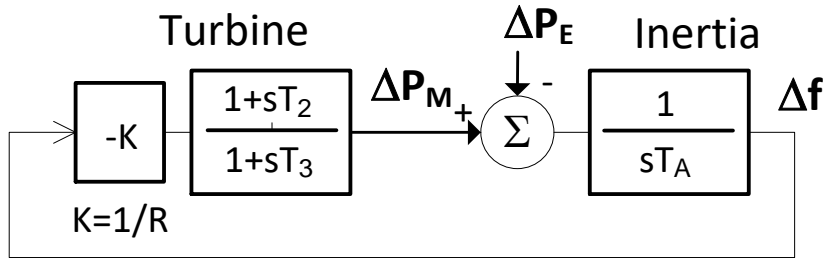 Turbine
ΔP_E
Inertia
-K
1+sT₂
1+sT₃
ΔP_M
+
-
Σ
1
sT_A
Δf
K=1/R